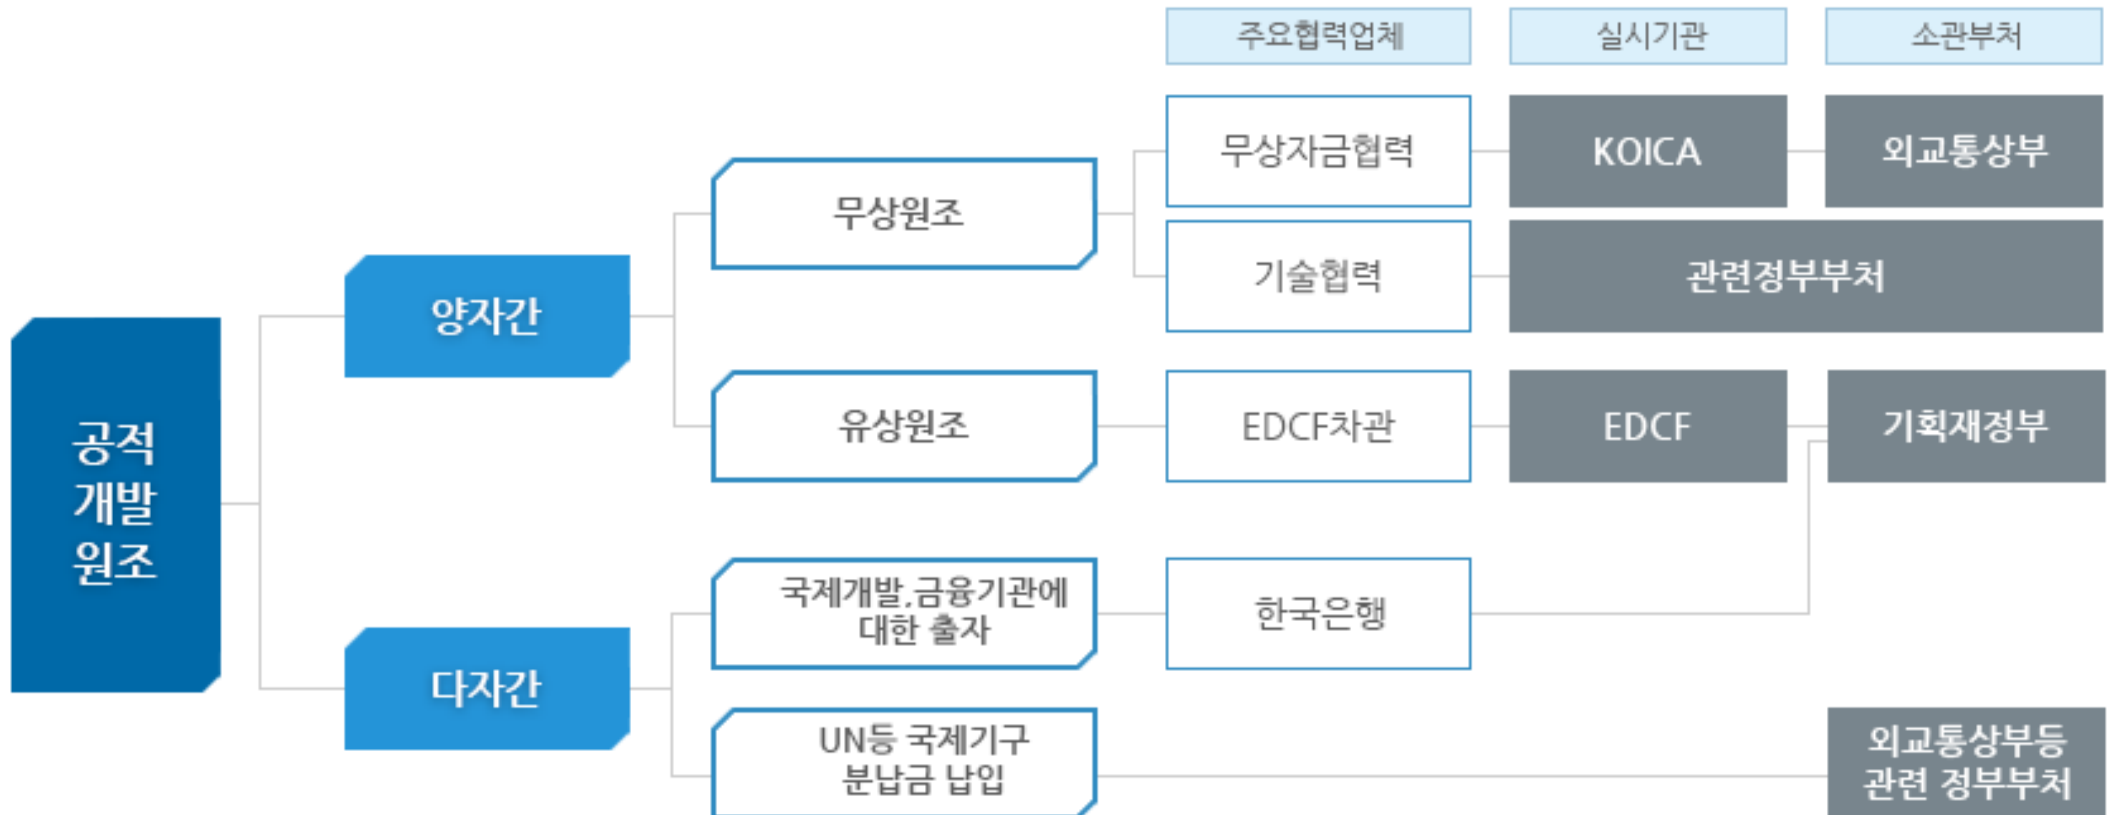 주요협력업체
실시기관
소관부처
무상자금협력
KOICA
외교통상부
무상원조
기술협력
관련정부부처
양자간
유상원조
EDCF차관
EDCF
기획재정부
공적
개발
원조
국제개발,금융기관에
대한 출자
한국은행
다자간
UN등 국제기구
분납금 납입
외교통상부등
관련 정부부처